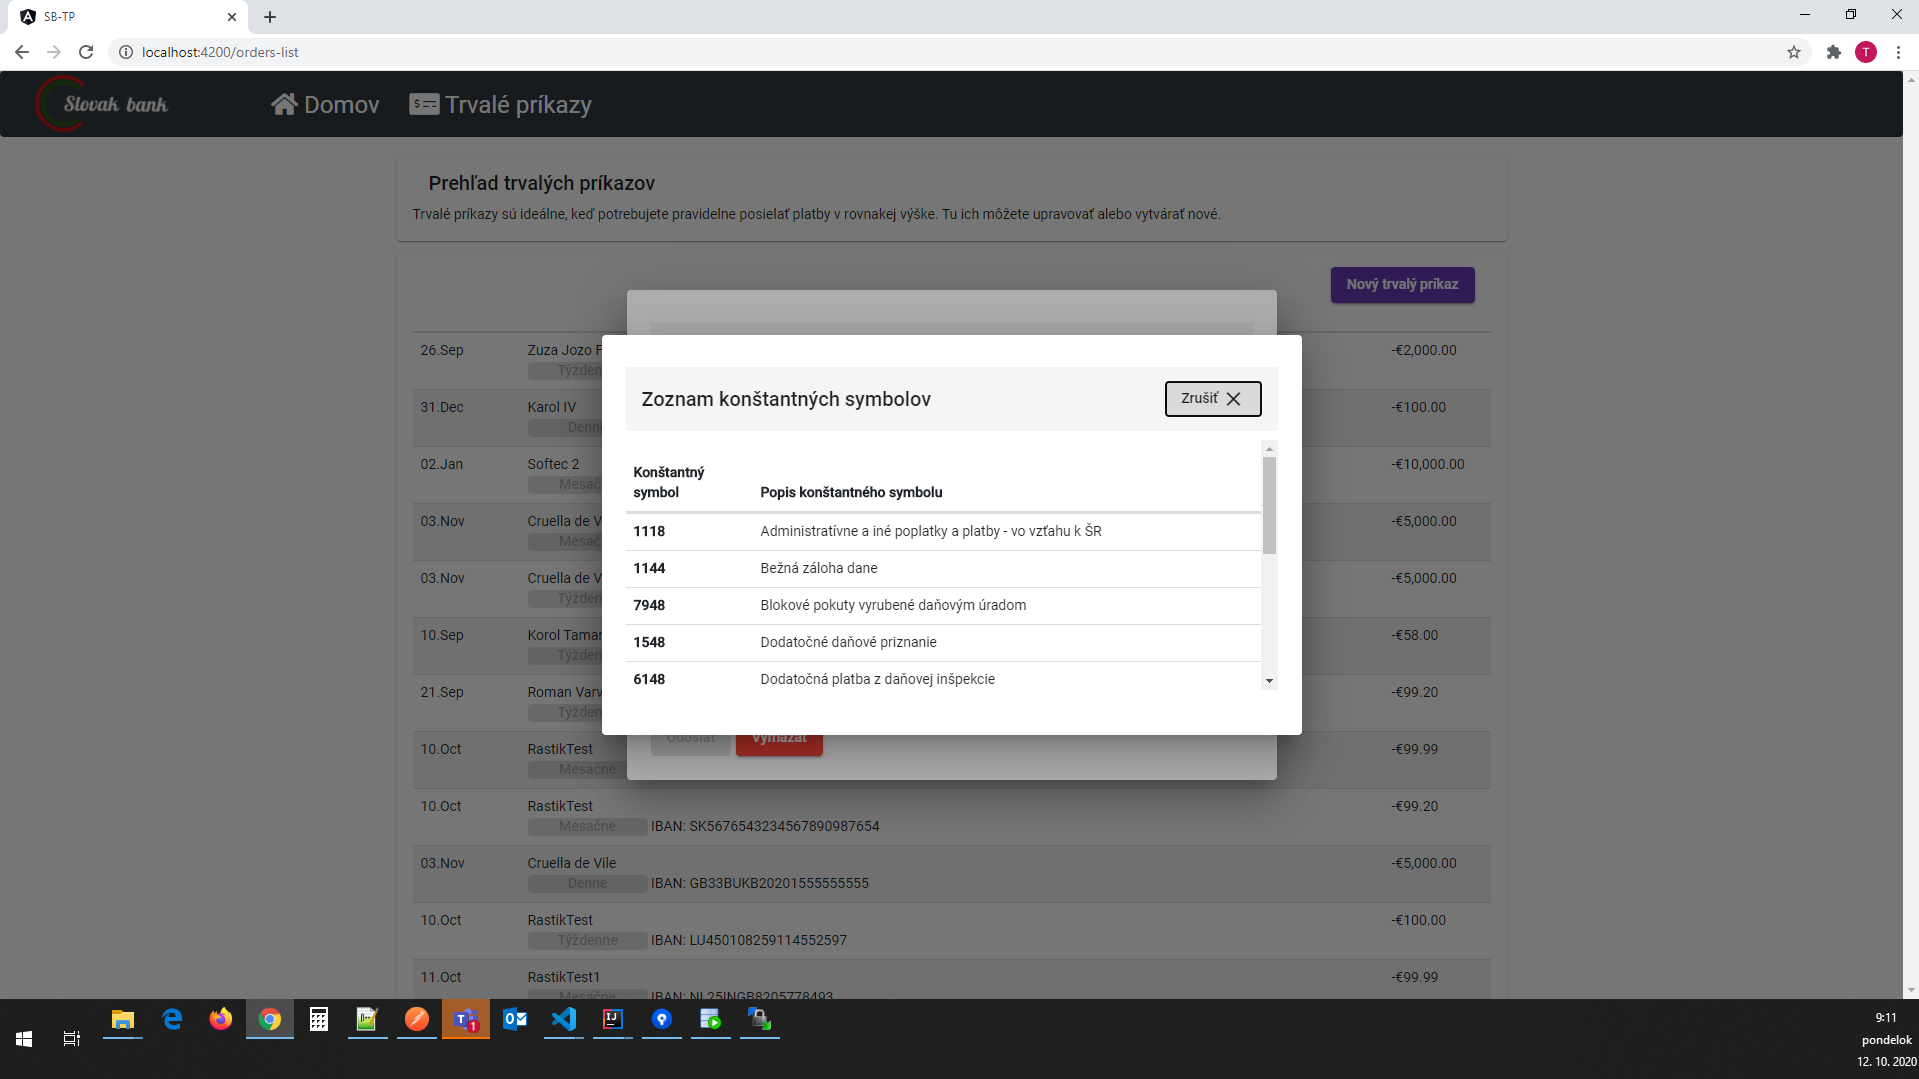 SB-TP
localhost:4200/orders-list
T
Slovak bank
Domov
Trvalé príkazy
Prehľad trvalých príkazov
Trvalé príkazy sú ideálne, keď potrebujete pravidelne posielať platby v rovnakej výške. Tu ich môžete upravovať alebo vytvárať nové.
Nový trvalý príkaz
Zoznam konštantných symbolov
Zrušiť
Konštantný
symbol
Popis konštantného symbolu
1118 Administratívne a iné poplatky a platby - vo vzťahu k ŠR
1144 Bežná záloha dane
7948 Blokové pokuty vyrubené daňovým úradom
1548 Dodatočné daňové priznanie
6148 Dodatočná platba z daňovej inšpekcie
Odoslať
Vymazať
26.Sep Zuza Jozo F -€2,000.00
Týžden
31.Dec Karol IV -€100.00
Denne
02.Jan Softec 2 -€10,000.00
Mesač
03.Nov Cruella de V -€5,000.00
Mesač
03.Nov Cruella de V -€5,000.00
Týžden
10.Sep Korol Tamar -€58.00
Týžden
21.Sep Roman Varv -€99.20
Týžden
10.Oct RastikTest -€99.99
Mesačne
10.Oct RastikTest -€99.20
Mesačne IBAN: SK5676543234567890987654
03.Nov Cruella de Vile -€5,000.00
Denne IBAN: GB33BUKB20201555555555
10.Oct RastikTest -€100.00
Týždenne IBAN: LU450108259114552597
11.Oct RastikTest1 -€99.99
Mesačne IBAN: NL25INGB8205778493
1
9:11
pondelok
12. 10. 2020